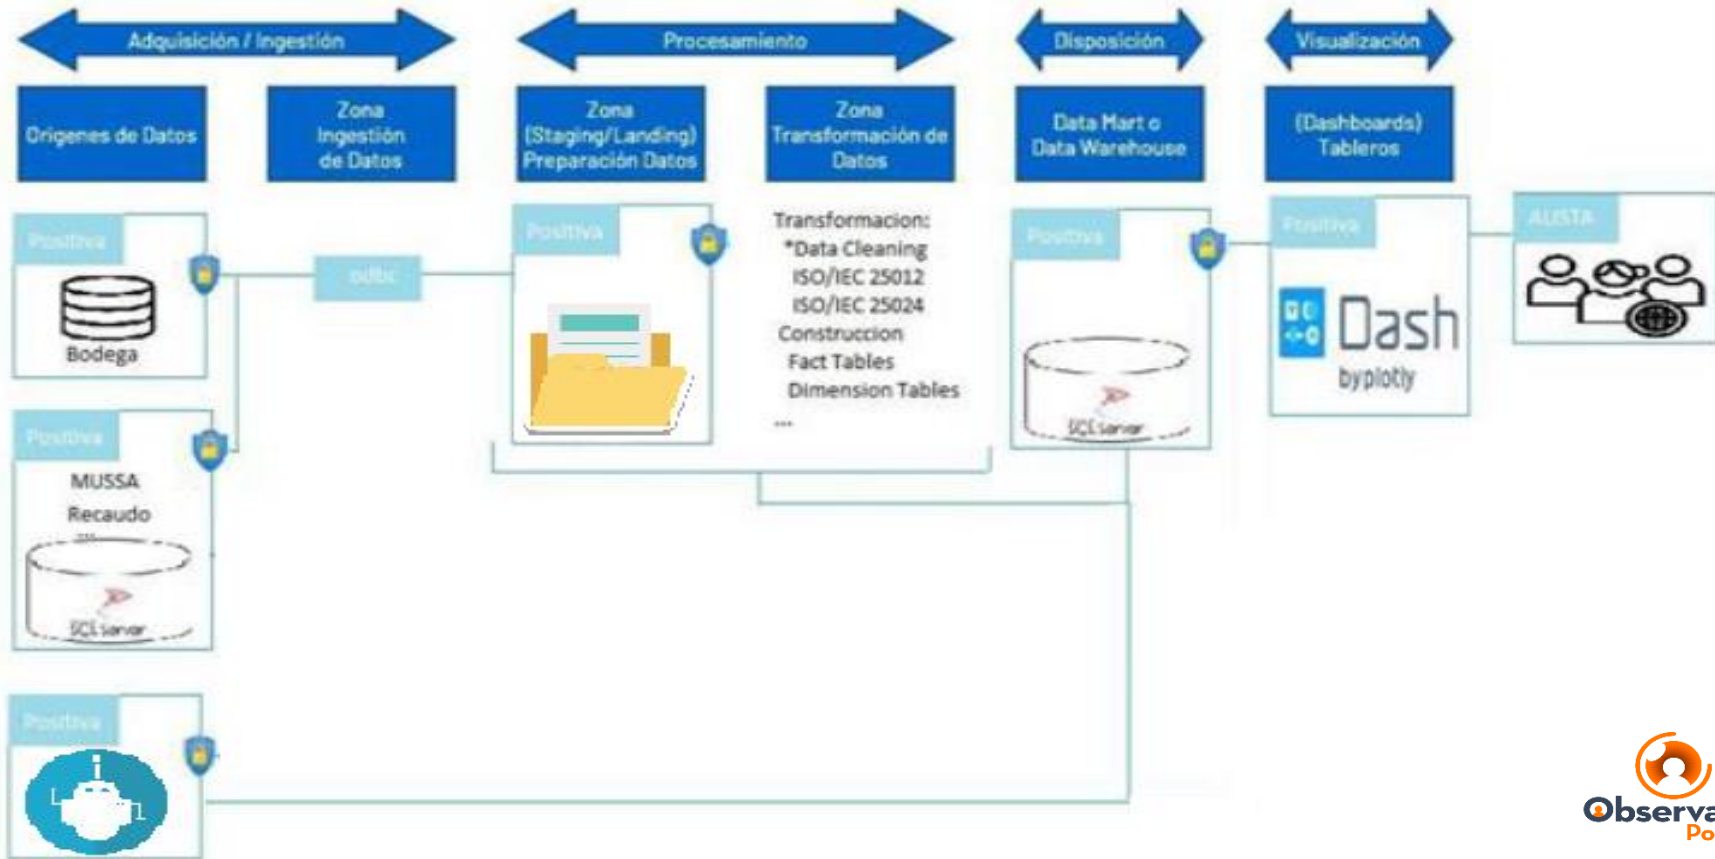 Adquisición / Ingestión
Procesamiento
Disposición
Visualización
Orígenes de Datos
Zona
Ingestión
de Datos
Zona
(Staging/Landing)
Preparación Datos
Zona
Transformación de
Datos
Data Mart o
Data Warehouse
(Dashboards)
Tableros
Positiva
Bodega
odbc
Positiva
Transformacion:
*Data Cleaning
ISO/IEC 25012
ISO/IEC 25024
Construccion
Fact Tables
Dimension Tables
...
Positiva
SQL Server
Positiva
Dash
byplotly
Positiva
MUSSA
Recaudo
...
SQL Server
Positiva
Observa
Po